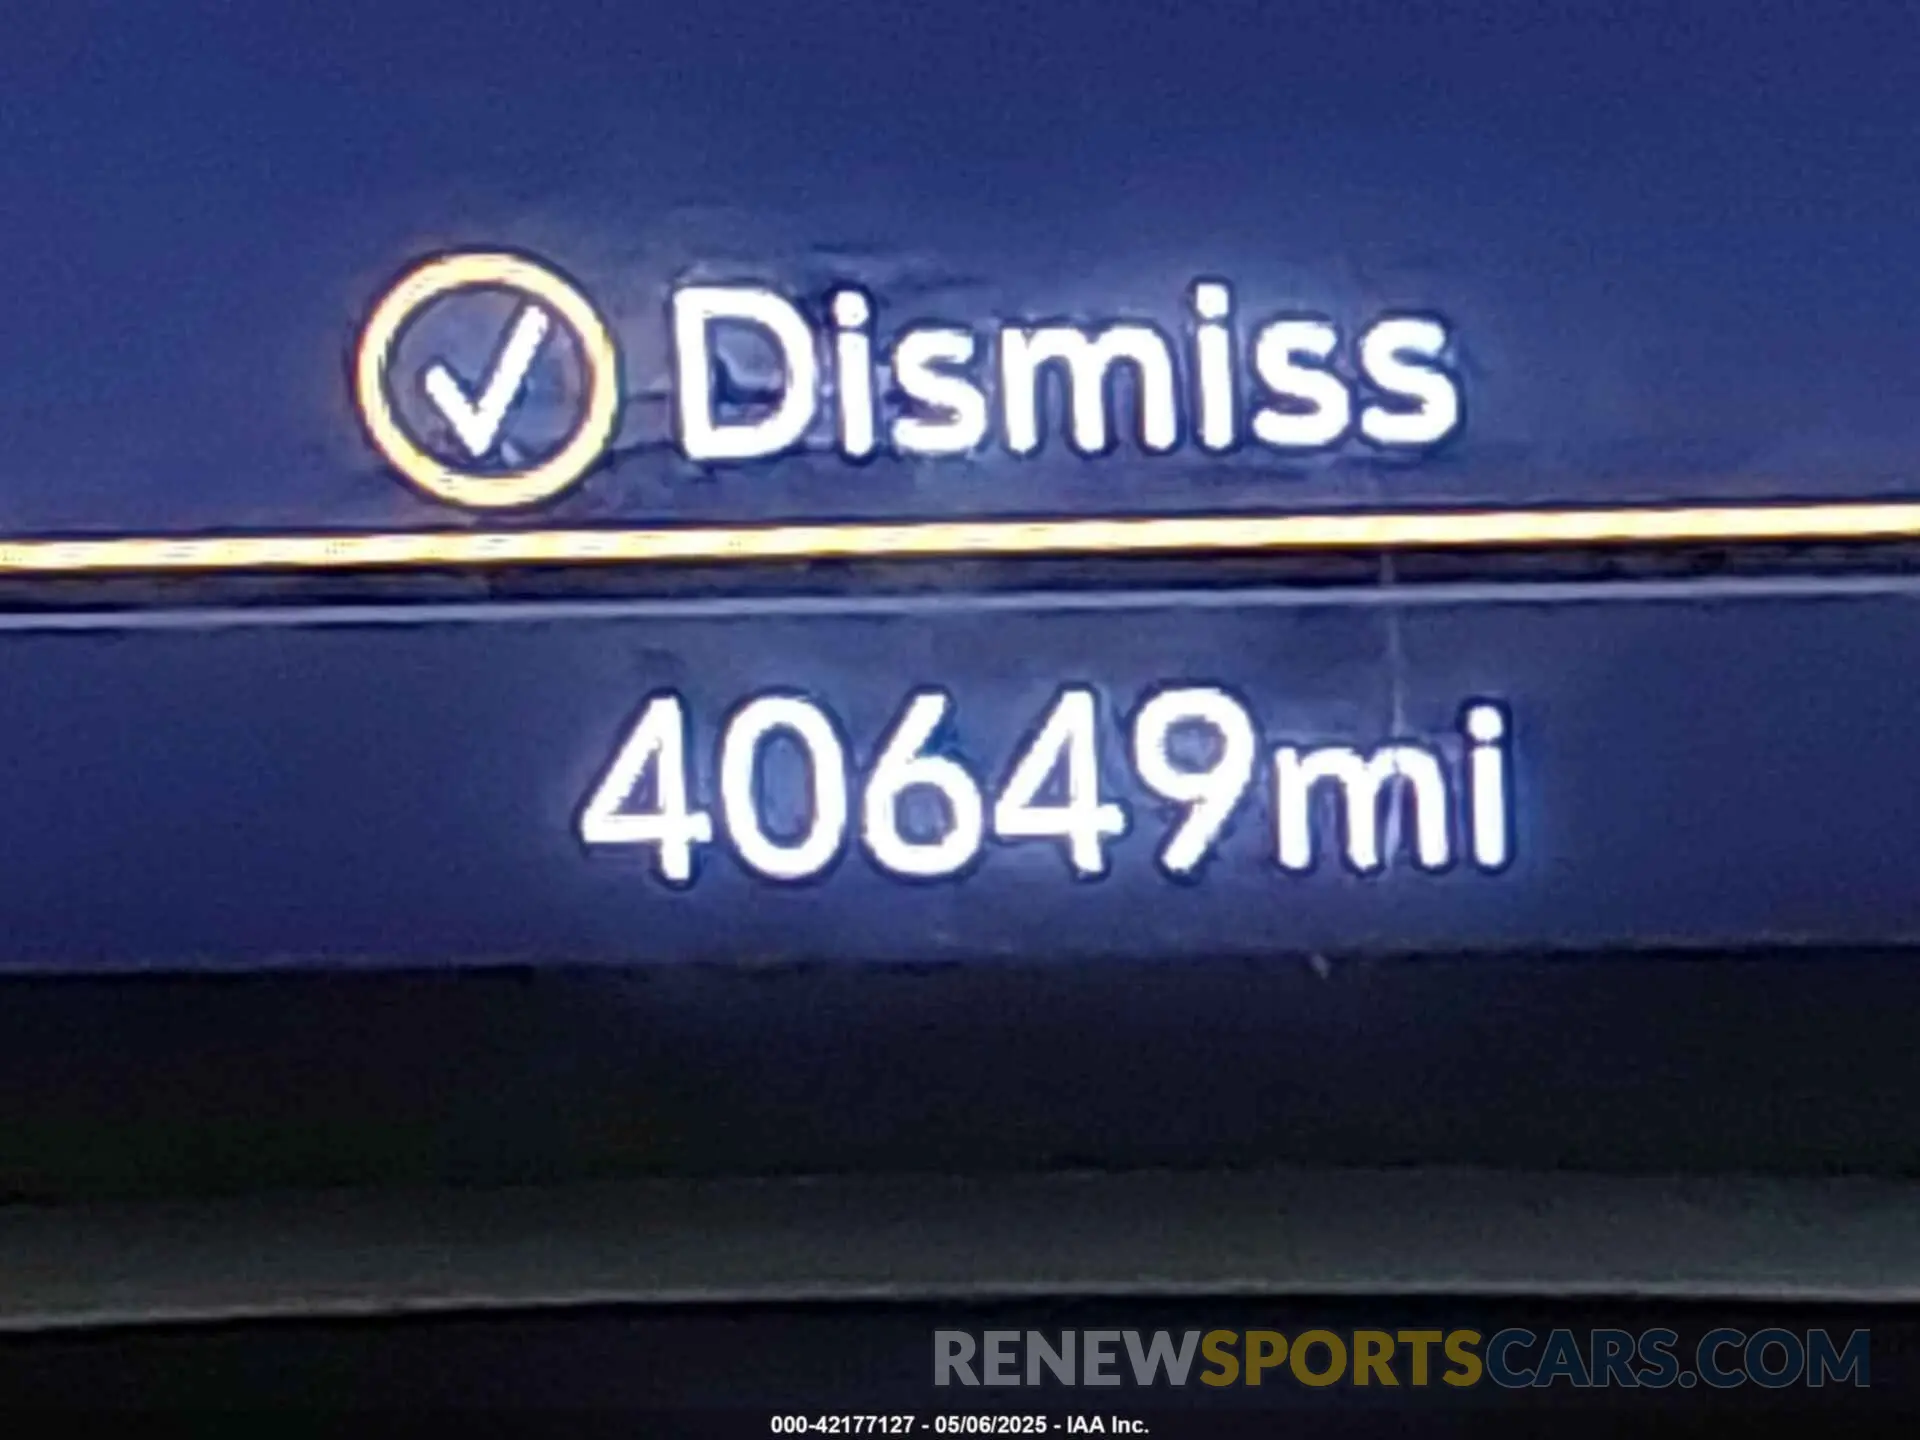 Dismiss
40649mi
RENEWSPORTSCARS.COM
000-42177127 - 05/06/2025 - IAA Inc.